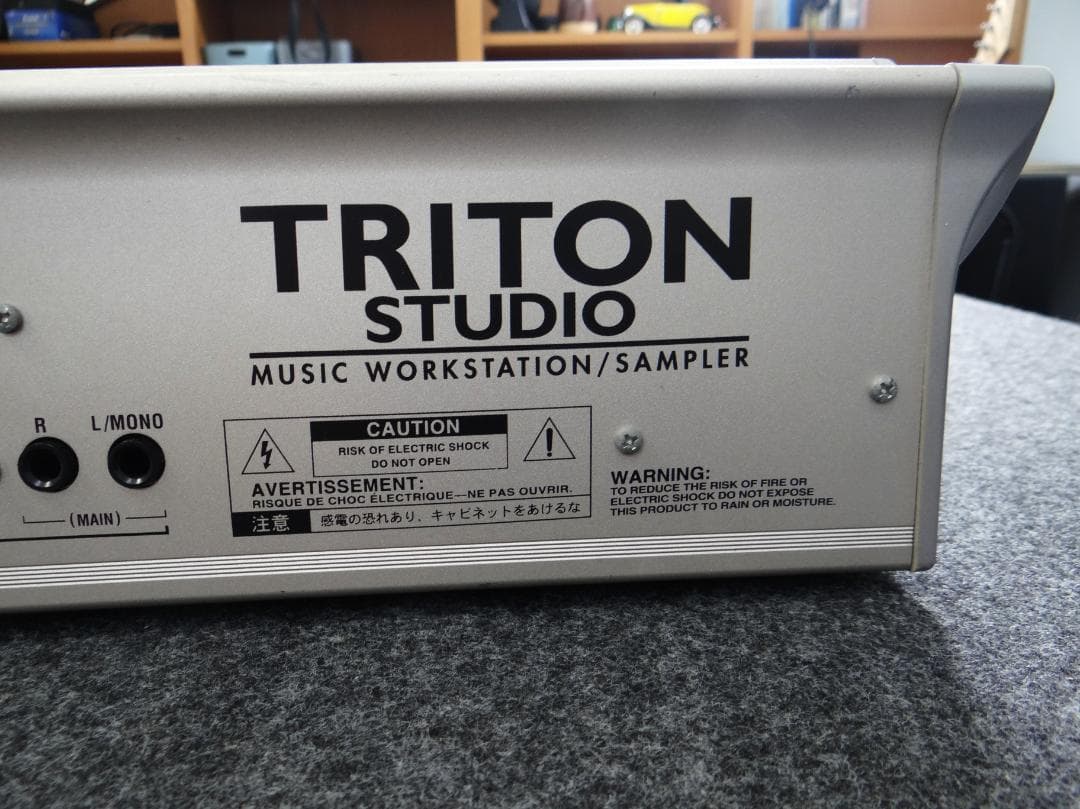 TRITON
STUDIO
MUSIC WORKSTATION/SAMPLER
R L/MONO
(MAIN)
CAUTION
RISK OF ELECTRIC SHOCK
DO NOT OPEN
AVERTISSEMENT:
RISQUE DE CHOC ÉLECTRIQUE—NE PAS OUVRIR.
注意 感電の恐れあり、キャビネットをあけるな
WARNING:
TO REDUCE THE RISK OF FIRE OR
ELECTRIC SHOCK DO NOT EXPOSE
THIS PRODUCT TO RAIN OR MOISTURE.